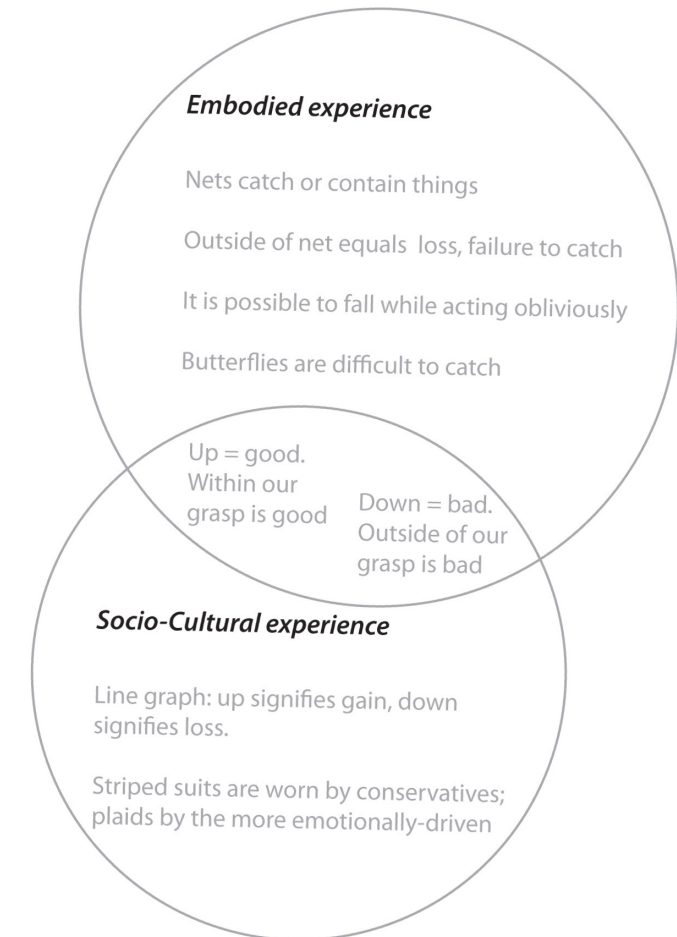 Embodied experience
Nets catch or contain things
Outside of net equals loss, failure to catch
It is possible to fall while acting obliviously
Butterflies are difficult to catch
Up = good.
Within our
grasp is good
Down = bad.
Outside of our
grasp is bad
Socio-Cultural experience
Line graph: up signifies gain, down
signifies loss.
Striped suits are worn by conservatives;
plaids by the more emotionally-driven